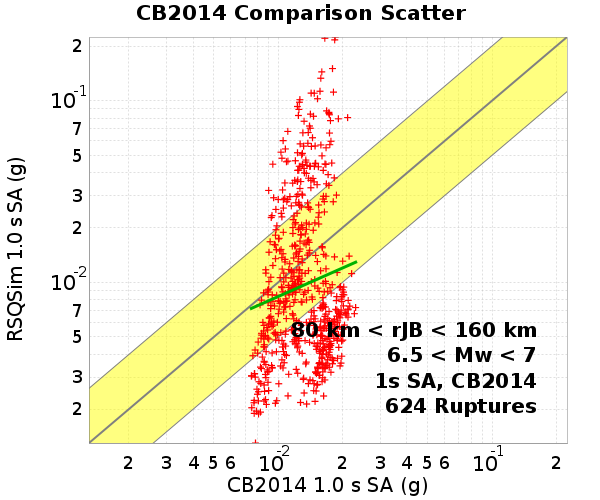 CB2014 Comparison Scatter
2
10-1
7
5
3
2
10-2
7
5
3
2
RSQSim 1.0 s SA (g)
80 km < rJB < 160 km
6.5 < Mw < 7
1s SA, CB2014
624 Ruptures
2 3 4 5 6 10-2 2 3 4 5 6 10-1 2
CB2014 1.0 s SA (g)